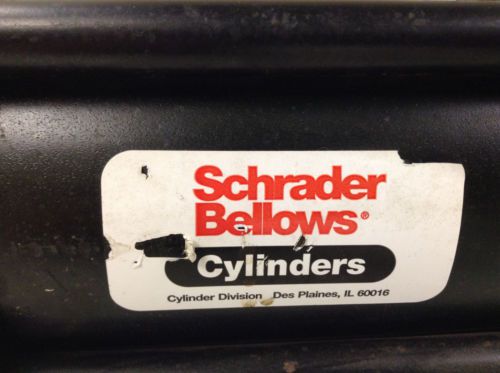 Schrader
Bellows®
Cylinders
Cylinder Division Des Plaines, IL 60016